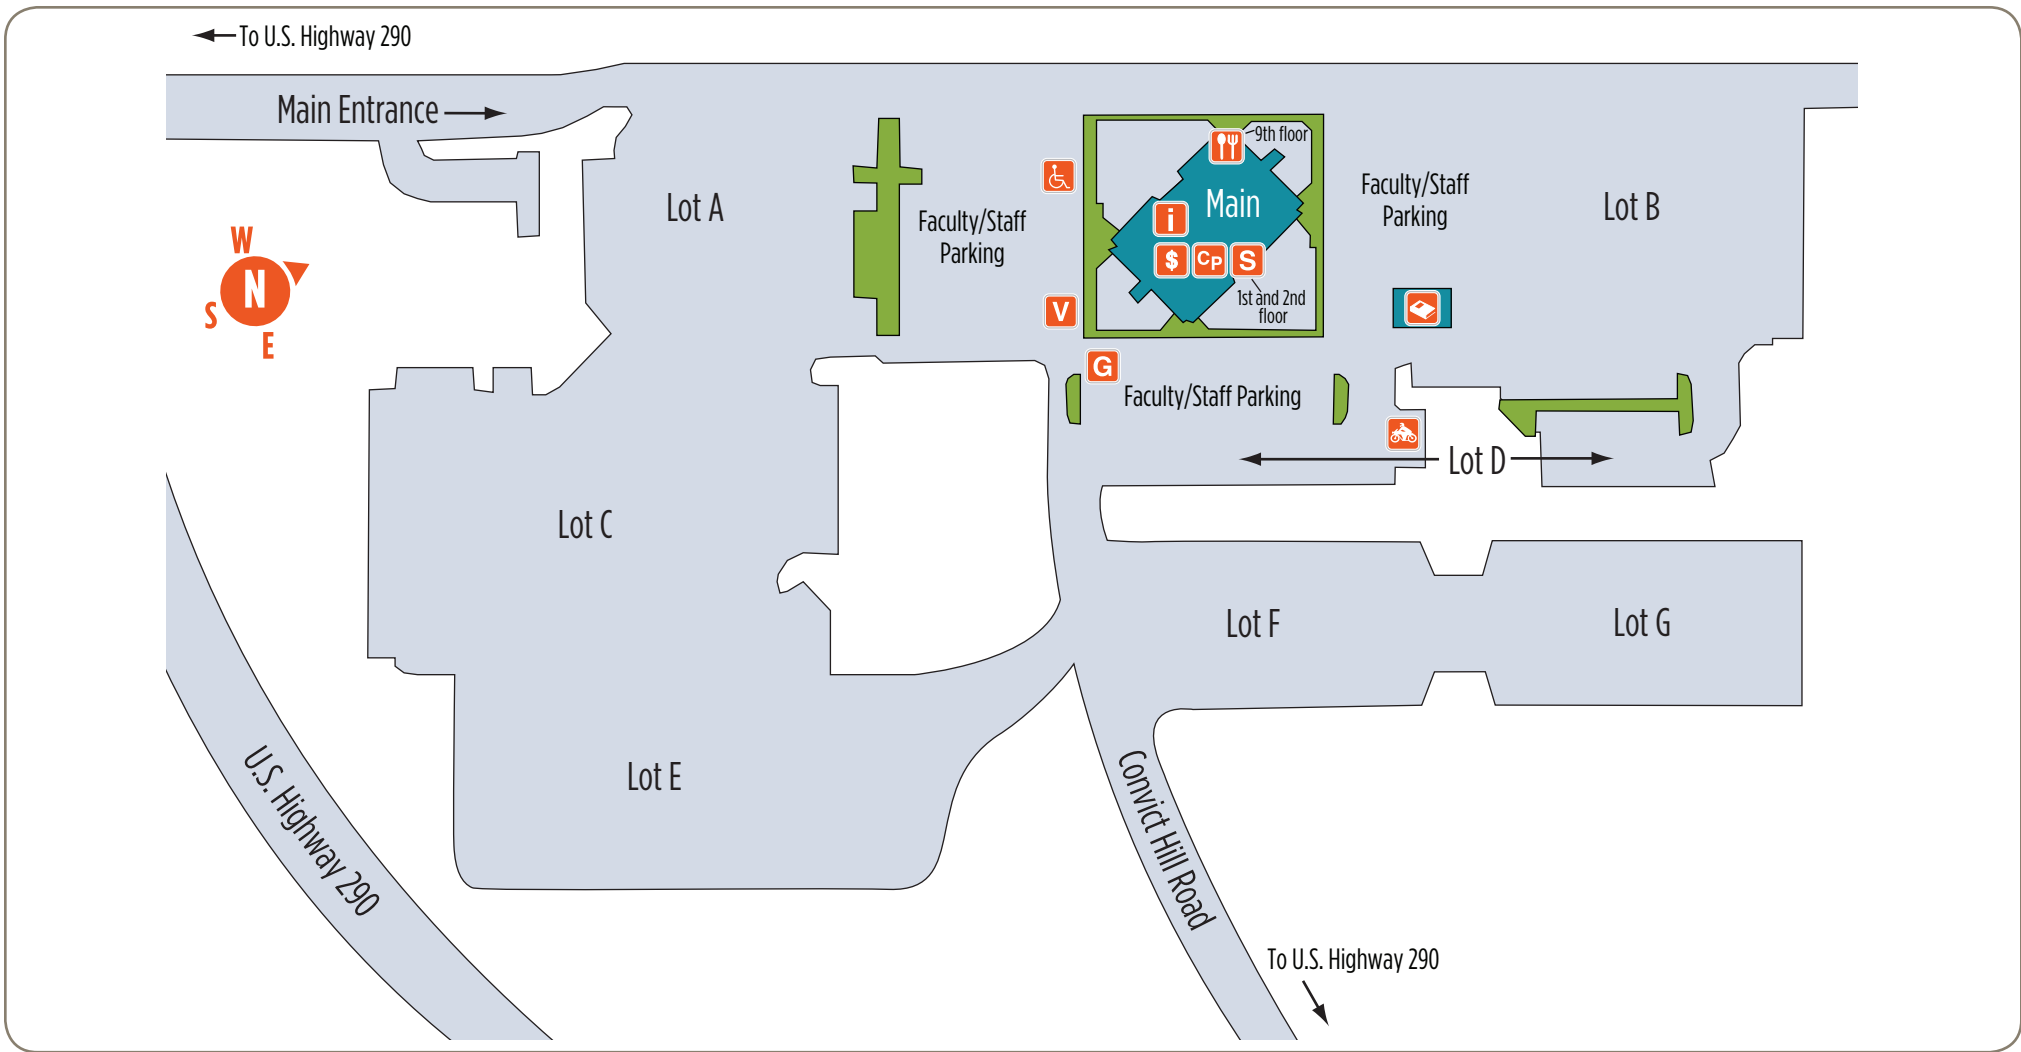 To U.S. Highway 290
Main Entrance
9th floor
Lot A
Faculty/Staff
Parking
Main
i
$
CP
S
1st and 2nd
floor
Faculty/Staff
Parking
Lot B
W
N
S
E
V
G
Faculty/Staff Parking
Lot D
Lot C
Lot F
Lot G
Lot E
U.S. Highway 290
Convict Hill Road
To U.S. Highway 290